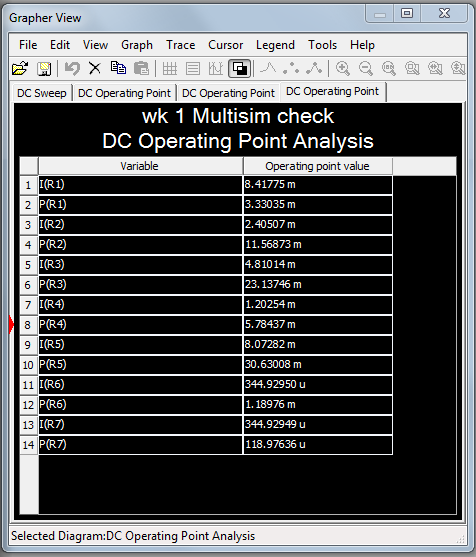 Grapher View
File Edit View Graph Trace Cursor Legend Tools Help
DC Sweep DC Operating Point DC Operating Point DC Operating Point
wk 1 Multisim check
DC Operating Point Analysis
Variable Operating point value
1 I(R1) 8.41775 m
2 P(R1) 3.33035 m
3 I(R2) 2.40507 m
4 P(R2) 11.56873 m
5 I(R3) 4.81014 m
6 P(R3) 23.13746 m
7 I(R4) 1.20254 m
8 P(R4) 5.78437 m
9 I(R5) 8.07282 m
10 P(R5) 30.63008 m
11 I(R6) 344.92950 u
12 P(R6) 1.18976 m
13 I(R7) 344.92949 u
14 P(R7) 118.97636 u
Selected Diagram:DC Operating Point Analysis